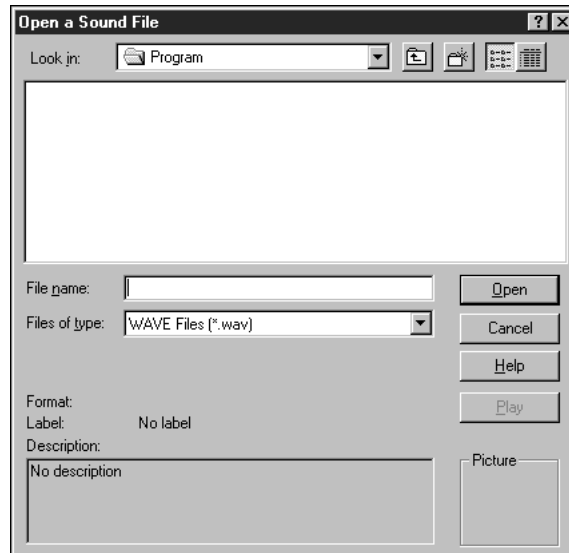 Open a Sound File
Look in: Program
File name:
Open
Files of type: WAVE Files (*.wav)
Cancel
Help
Format:
Play
Label: No label
Description:
No description
Picture